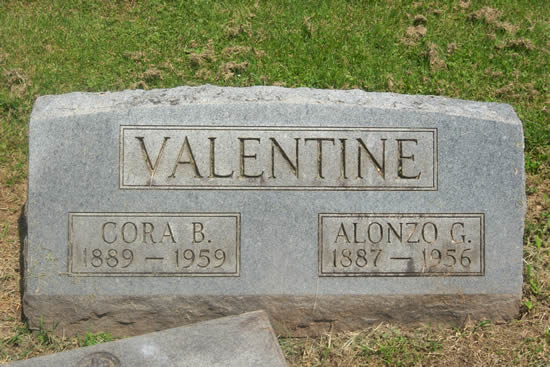 VALENTINE
CORA B.
1889 — 1959
ALONZO G.
1887 — 1956